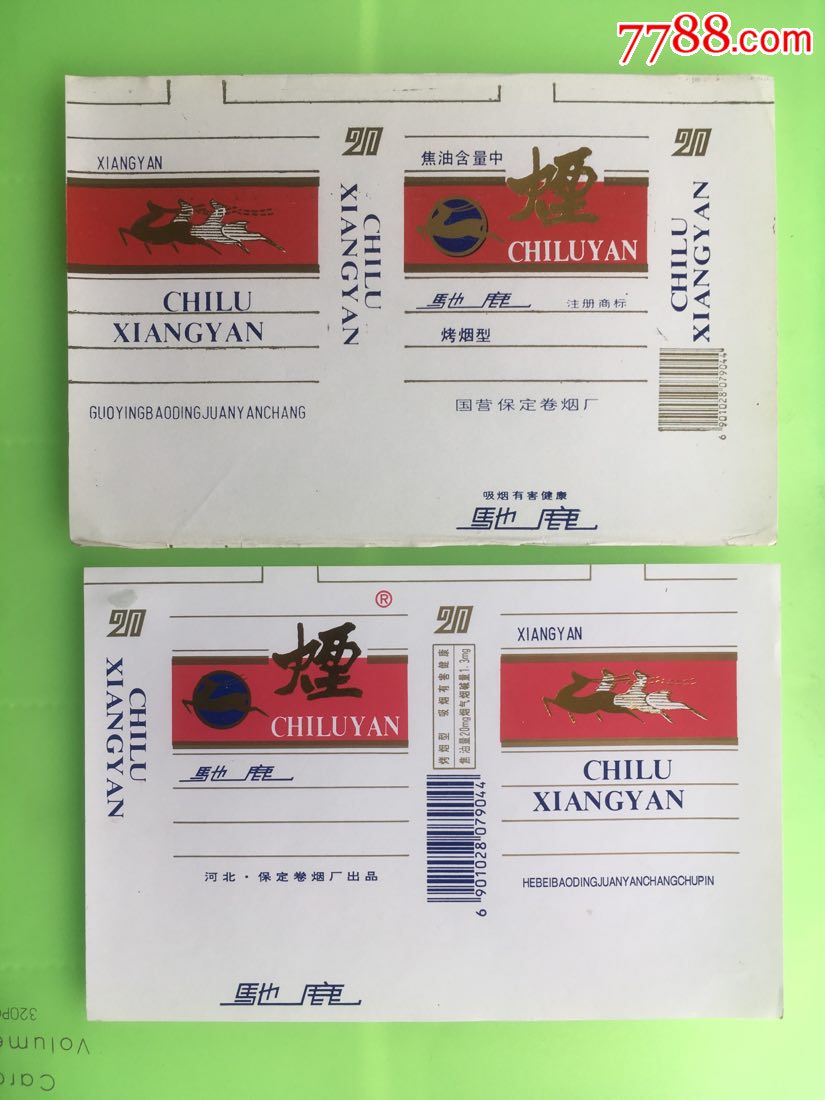 7788.com
XIANGYAN
CHILU
XIANGYAN
GUOYINGBAODINGJUANYANCHANG
20
CHILU
XIANGYAN
焦油含量中
煙
CHILUYAN
馳鹿 注册商标
烤烟型
国营保定卷烟厂
吸烟有害健康
馳鹿
20
CHILU
XIANGYAN
6 901028 079044
20
CHILU
XIANGYAN
®
煙
CHILUYAN
馳鹿
河北·保定卷烟厂出品
馳鹿
20
烤烟型 吸烟有害健康
焦油量20mg烟气烟碱量1.3mg
6 901028 079044
XIANGYAN
CHILU
XIANGYAN
HEBEIBAODINGJUANYANCHANGCHUPIN
Volume